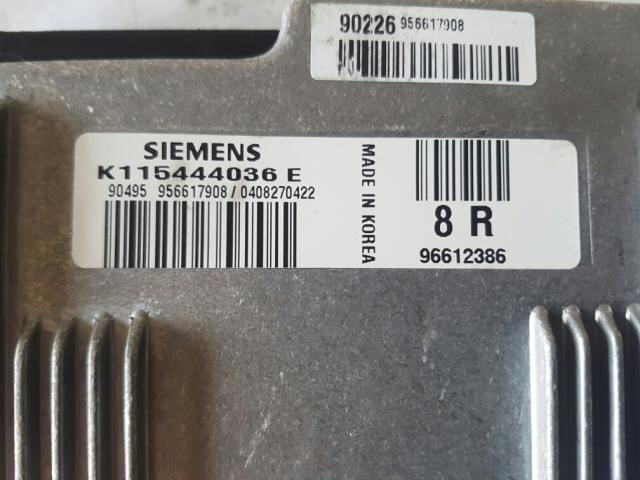 90226 956617908
SIEMENS
K115444036 E
90495 956617908 / 0408270422
MADE IN KOREA
8 R
96612386